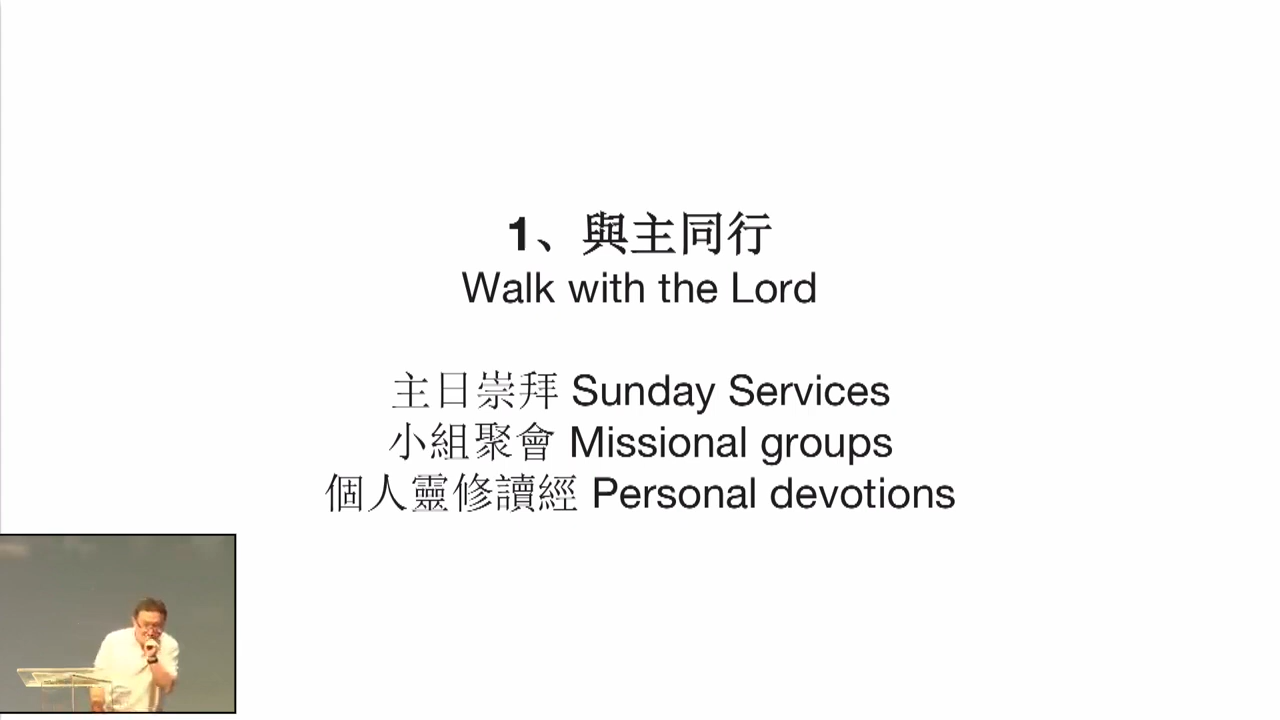 1、與主同行
Walk with the Lord
主日崇拜 Sunday Services
小組聚會 Missional groups
個人靈修讀經 Personal devotions